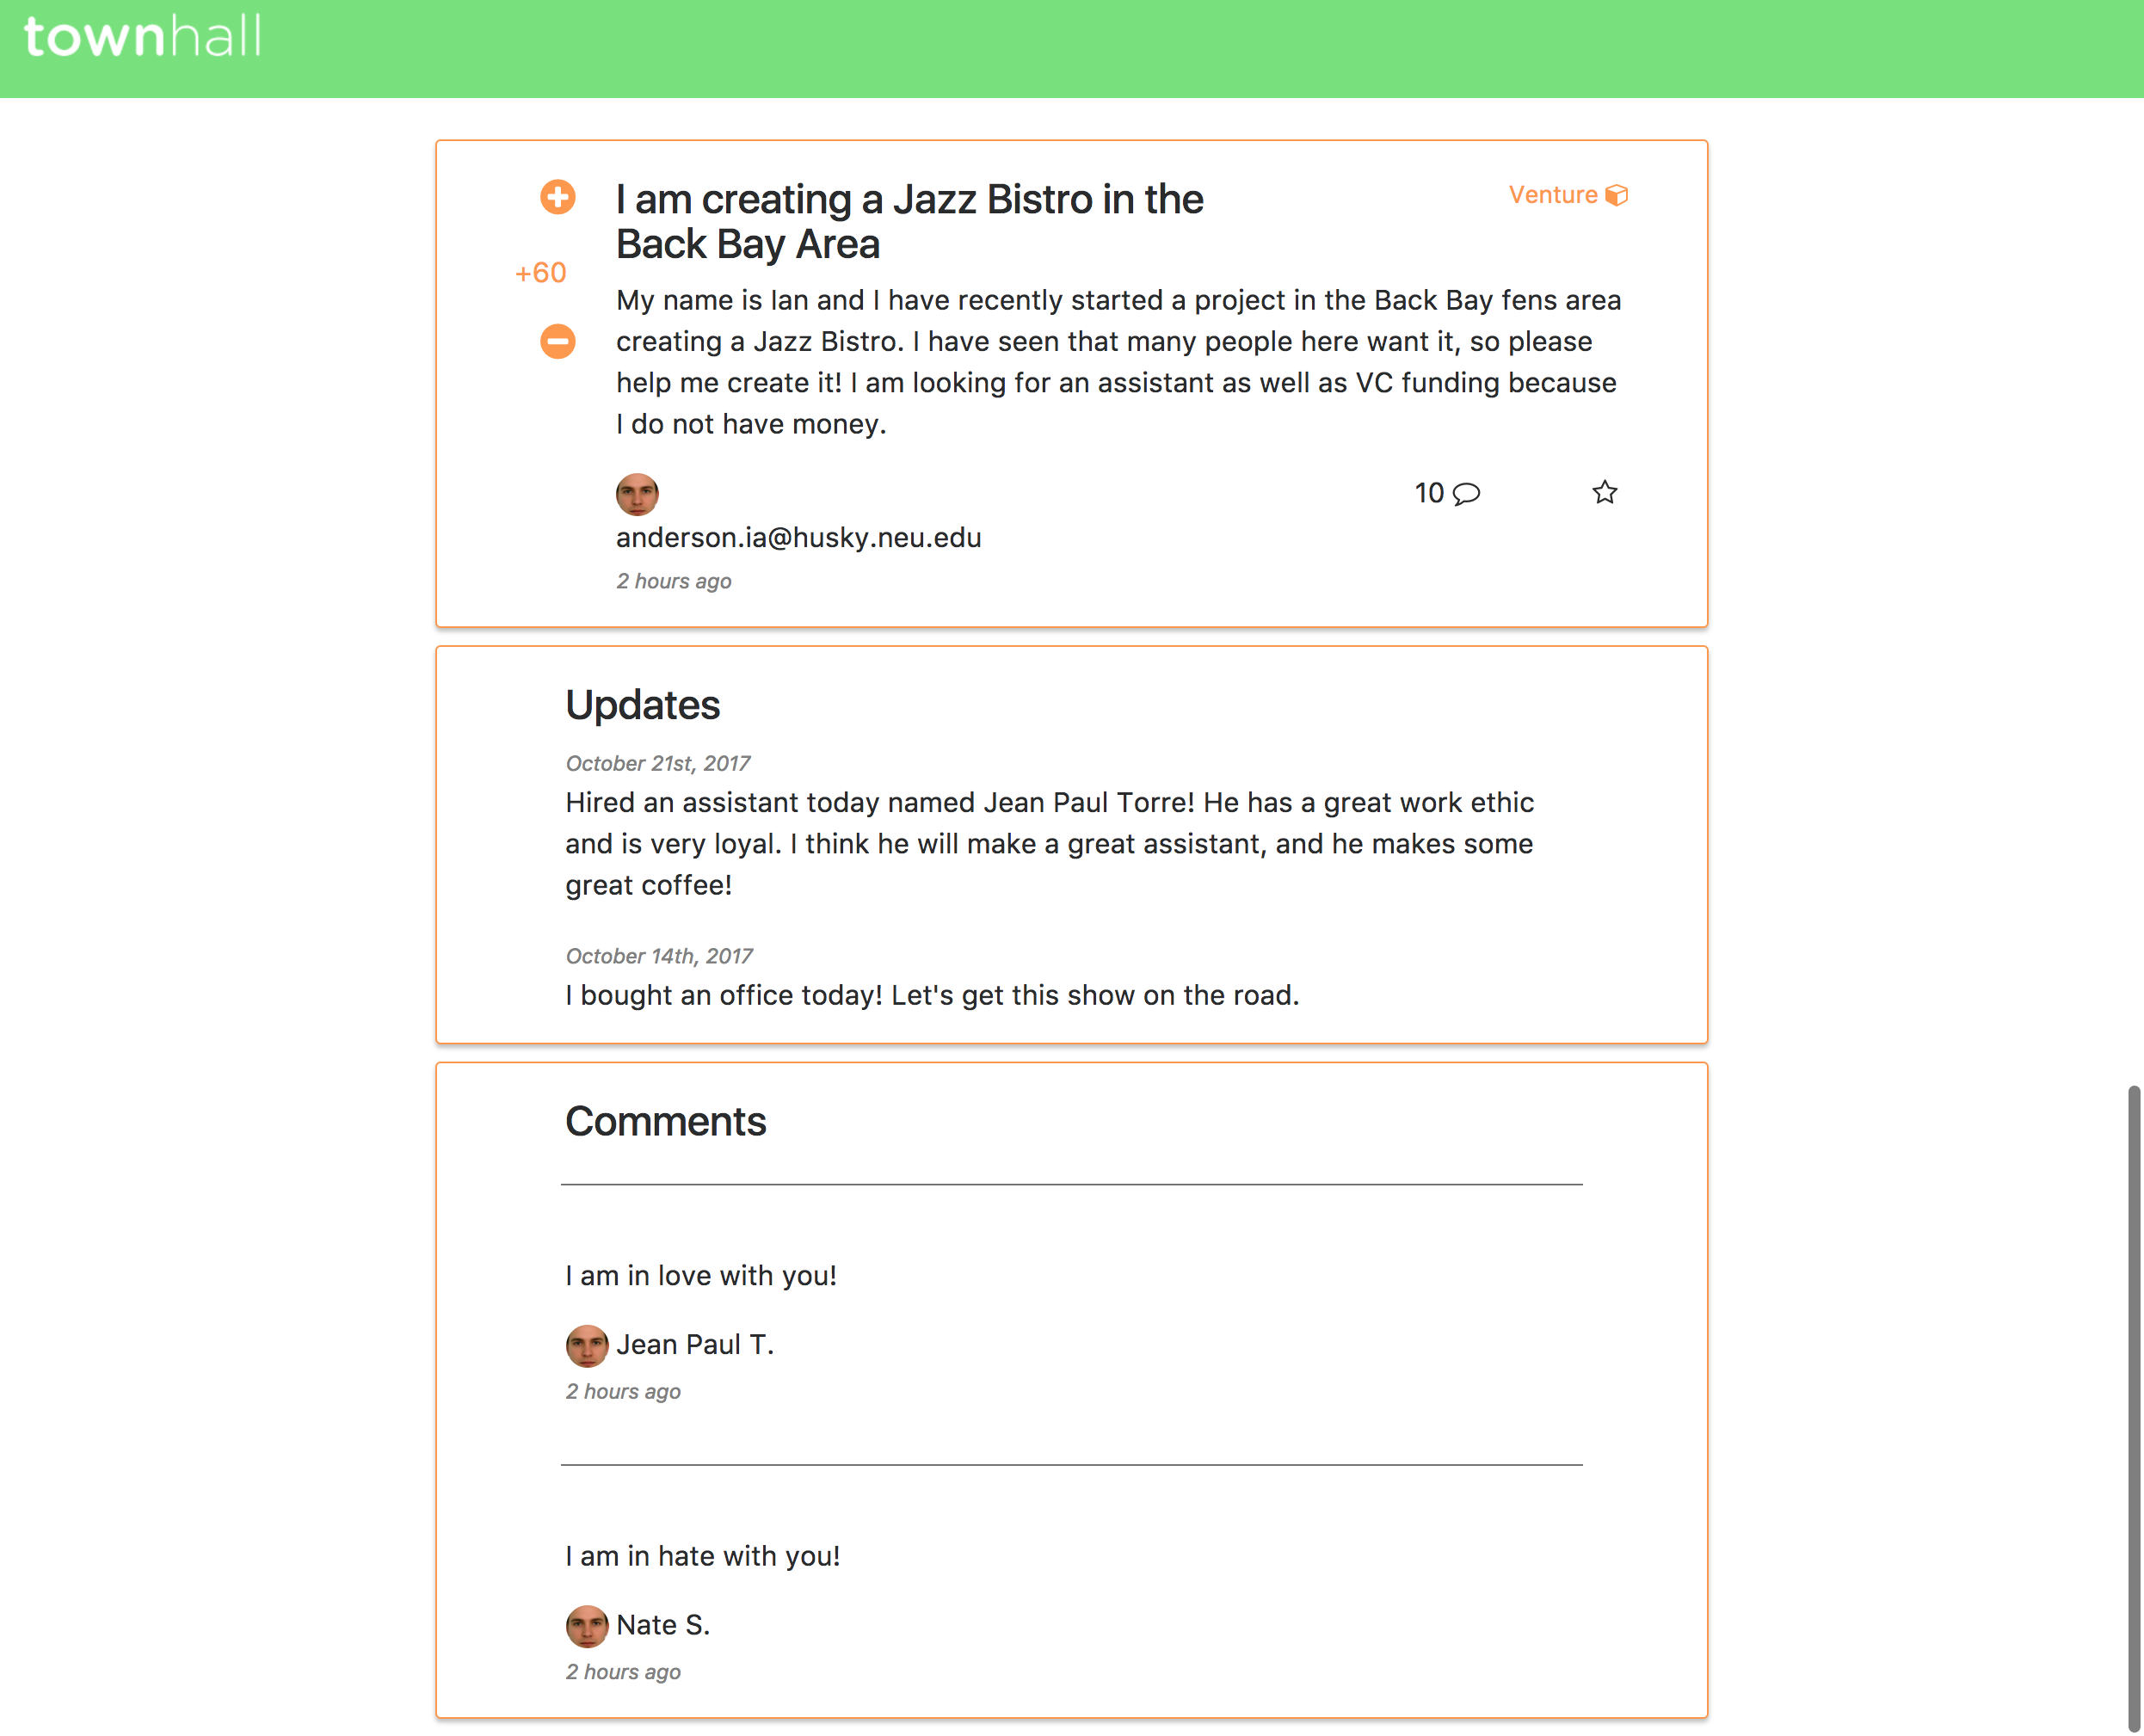 townhall
I am creating a Jazz Bistro in the
Back Bay Area
Venture
+60
My name is Ian and I have recently started a project in the Back Bay fens area
creating a Jazz Bistro. I have seen that many people here want it, so please
help me create it! I am looking for an assistant as well as VC funding because
I do not have money.
10
anderson.ia@husky.neu.edu
2 hours ago
Updates
October 21st, 2017
Hired an assistant today named Jean Paul Torre! He has a great work ethic
and is very loyal. I think he will make a great assistant, and he makes some
great coffee!
October 14th, 2017
I bought an office today! Let's get this show on the road.
Comments
I am in love with you!
Jean Paul T.
2 hours ago
I am in hate with you!
Nate S.
2 hours ago